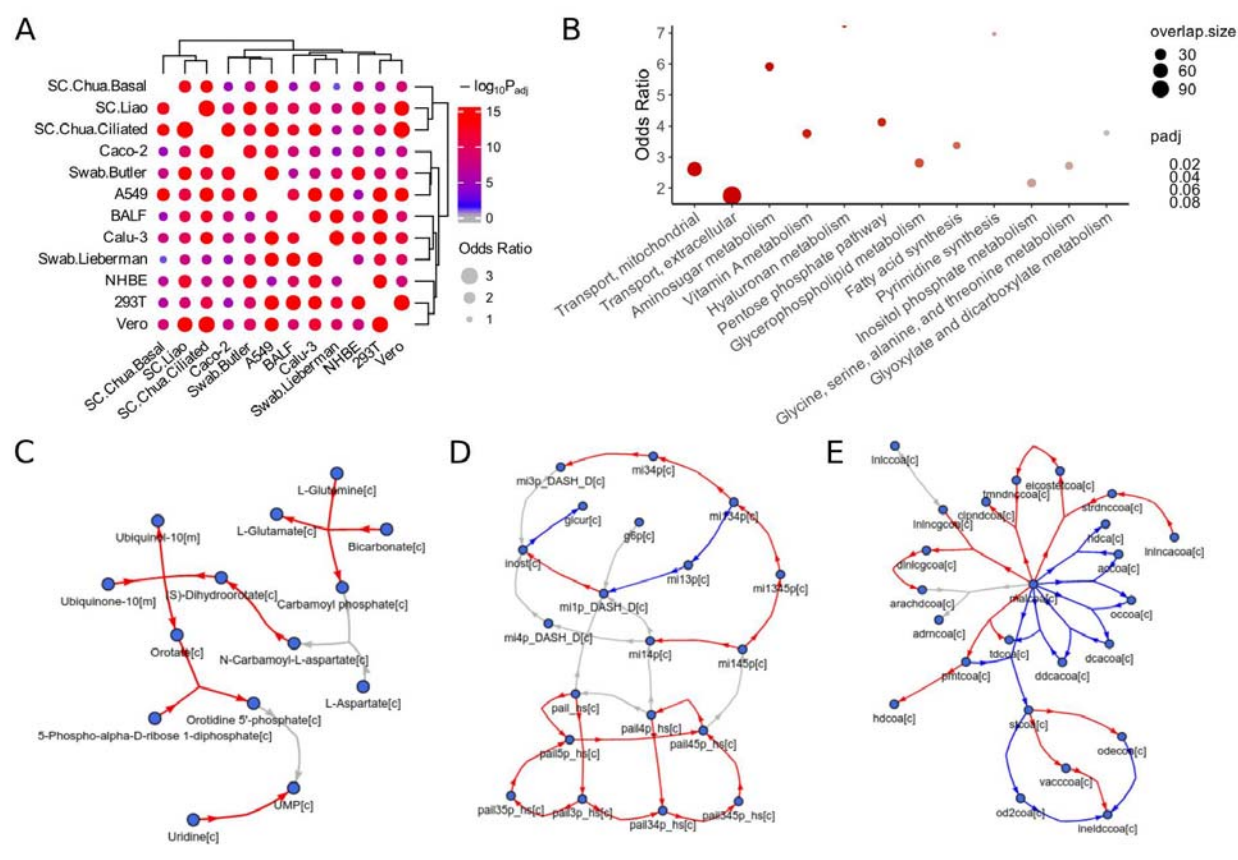 A
SC.Chua.Basal
SC.Liao
SC.Chua.Ciliated
Caco-2
Swab.Butler
A549
BALF
Calu-3
Swab.Lieberman
NHBE
293T
Vero
SC.Chua.Basal
SC.Liao
SC.Chua.Ciliated
Caco-2
Swab.Butler
A549
BALF
Calu-3
Swab.Lieberman
NHBE
293T
Vero
− log10Padj
15
10
5
0
Odds Ratio
3
2
1
B
Odds Ratio
7
6
5
4
3
2
Transport, mitochondrial
Transport, extracellular
Aminosugar metabolism
Vitamin A metabolism
Hyaluronan metabolism
Pentose phosphate pathway
Glycerophospholipid metabolism
Fatty acid synthesis
Pyrimidine synthesis
Inositol phosphate metabolism
Glycine, serine, alanine, and threonine metabolism
Glyoxylate and dicarboxylate metabolism
overlap.size
30
60
90
padj
0.02
0.04
0.06
0.08
C
L-Glutamine[c]
L-Glutamate[c]
Bicarbonate[c]
Ubiquinol-10[m]
Ubiquinone-10[m]
(S)-Dihydroorotate[c]
Carbamoyl phosphate[c]
Orotate[c]
N-Carbamoyl-L-aspartate[c]
L-Aspartate[c]
Orotidine 5'-phosphate[c]
5-Phospho-alpha-D-ribose 1-diphosphate[c]
UMP[c]
Uridine[c]
D
mi34p[c]
mi3p_DASH_D[c]
glcur[c]
mi134p[c]
g6p[c]
inost[c]
mi13p[c]
mi1345p[c]
mi1p_DASH_D[c]
mi4p_DASH_D[c]
mi14p[c]
mi145p[c]
pail_hs[c]
pail4p_hs[c]
pail45p_hs[c]
pail5p_hs[c]
pail35p_hs[c]
pail3p_hs[c]
pail34p_hs[c]
pail345p_hs[c]
E
lnlccoa[c]
eicostetcoa[c]
tmndnccoa[c]
clpndcoa[c]
strdnccoa[c]
lnlncgcoa[c]
hdca[c]
lnlncacoa[c]
dlnlcgcoa[c]
accoa[c]
malcoa[c]
arachdcoa[c]
occoa[c]
adrncoa[c]
tdcoa[c]
dcacoa[c]
pmtcoa[c]
ddcacoa[c]
hdcoa[c]
stcoa[c]
odecoa[c]
vacccoa[c]
od2coa[c]
lneldccoa[c]